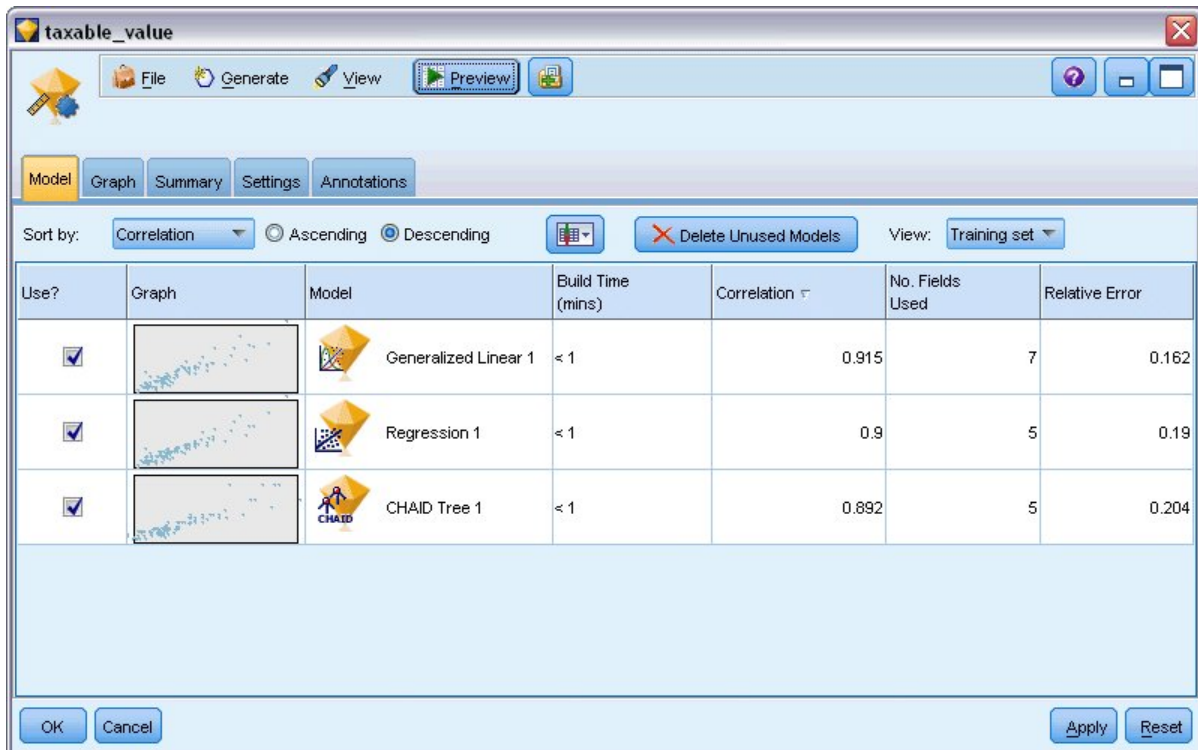 taxable_value
File Generate View Preview
Model Graph Summary Settings Annotations
Sort by: Correlation Ascending Descending Delete Unused Models View: Training set
Use? Graph Model Build Time (mins) Correlation No. Fields Used Relative Error
Generalized Linear 1 < 1 0.915 7 0.162
Regression 1 < 1 0.9 5 0.19
CHAID CHAID Tree 1 < 1 0.892 5 0.204
OK Cancel Apply Reset